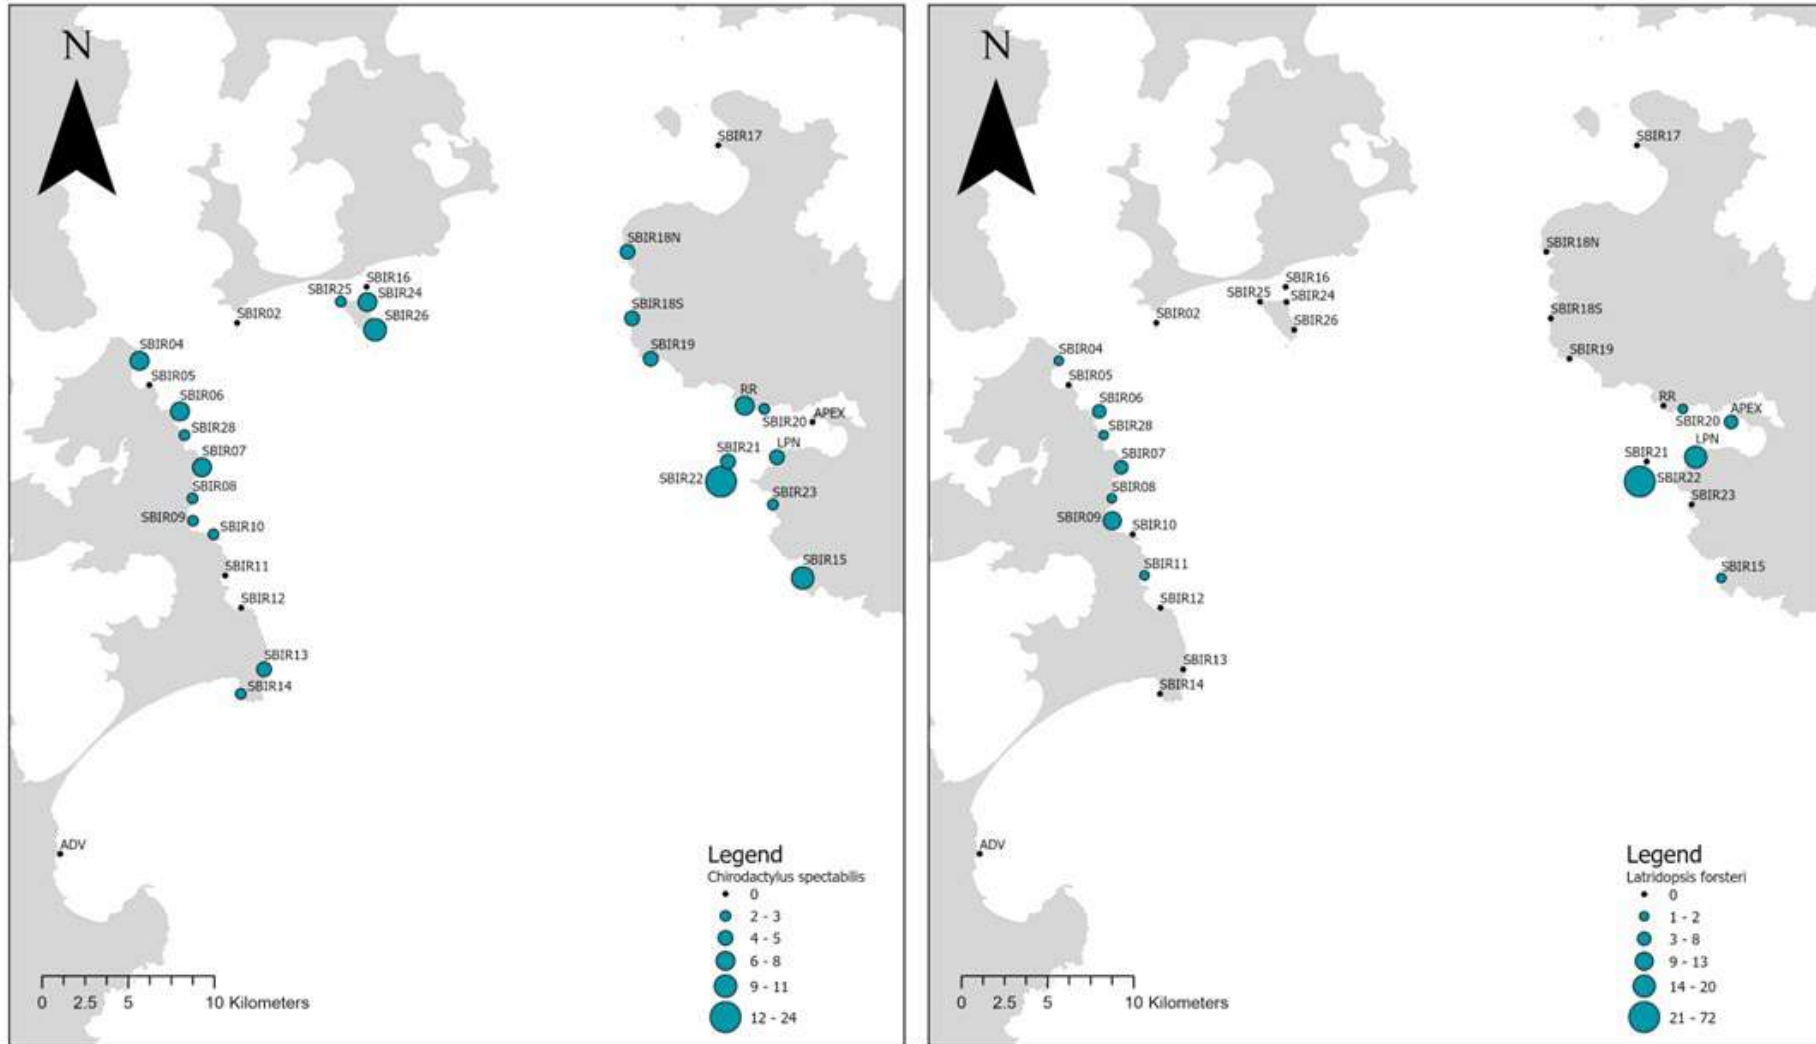 N
SBIR17
SBIR18N
SBIR16
SBIR25
SBIR24
SBIR02
SBIR26
SBIR18S
SBIR04
SBIR19
SBIR05
SBIR06
RR
SBIR20
APEX
SBIR28
SBIR21
LPN
SBIR07
SBIR22
SBIR08
SBIR23
SBIR09
SBIR10
SBIR11
SBIR15
SBIR12
SBIR13
SBIR14
ADV
Legend
Chirodactylus spectabilis
0
2 - 3
4 - 5
6 - 8
9 - 11
12 - 24
0 2.5 5 10 Kilometers
N
SBIR17
SBIR18N
SBIR16
SBIR25
SBIR24
SBIR02
SBIR26
SBIR18S
SBIR04
SBIR19
SBIR05
SBIR06
RR
SBIR20
APEX
SBIR28
LPN
SBIR21
SBIR07
SBIR22
SBIR08
SBIR23
SBIR09
SBIR10
SBIR11
SBIR15
SBIR12
SBIR13
SBIR14
ADV
Legend
Latridopsis forsteri
0
1 - 2
3 - 8
9 - 13
14 - 20
21 - 72
0 2.5 5 10 Kilometers